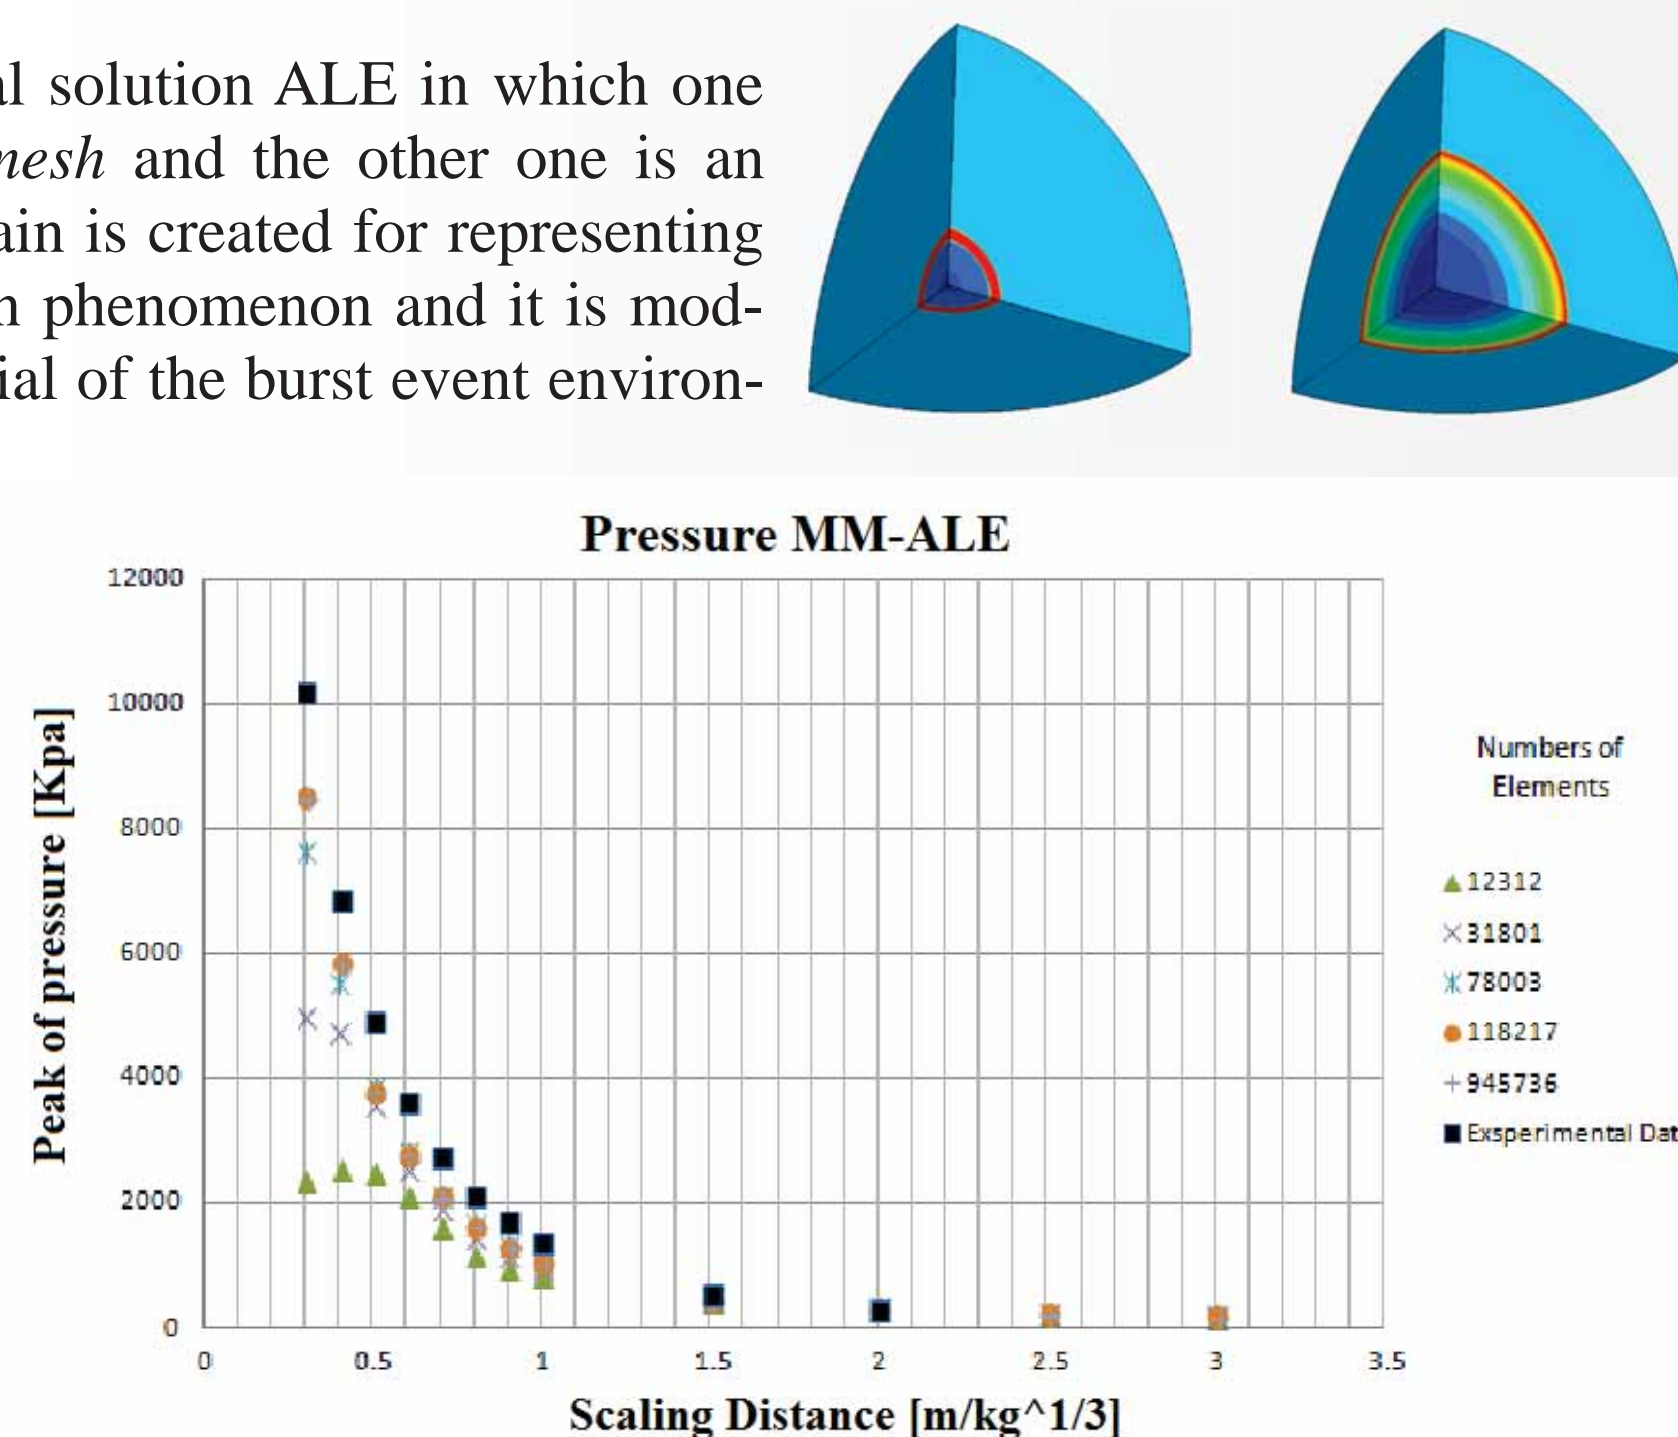 al solution ALE in which one
mesh and the other one is an
ain is created for representing
n phenomenon and it is mod-
ial of the burst event environ-
Pressure MM-ALE
Peak of pressure [Kpa]
12000
10000
8000
6000
4000
2000
0
0 0.5 1 1.5 2 2.5 3 3.5
Scaling Distance [m/kg^1/3]
Numbers of
Elements
12312
31801
78003
118217
945736
Exsperimental Dat